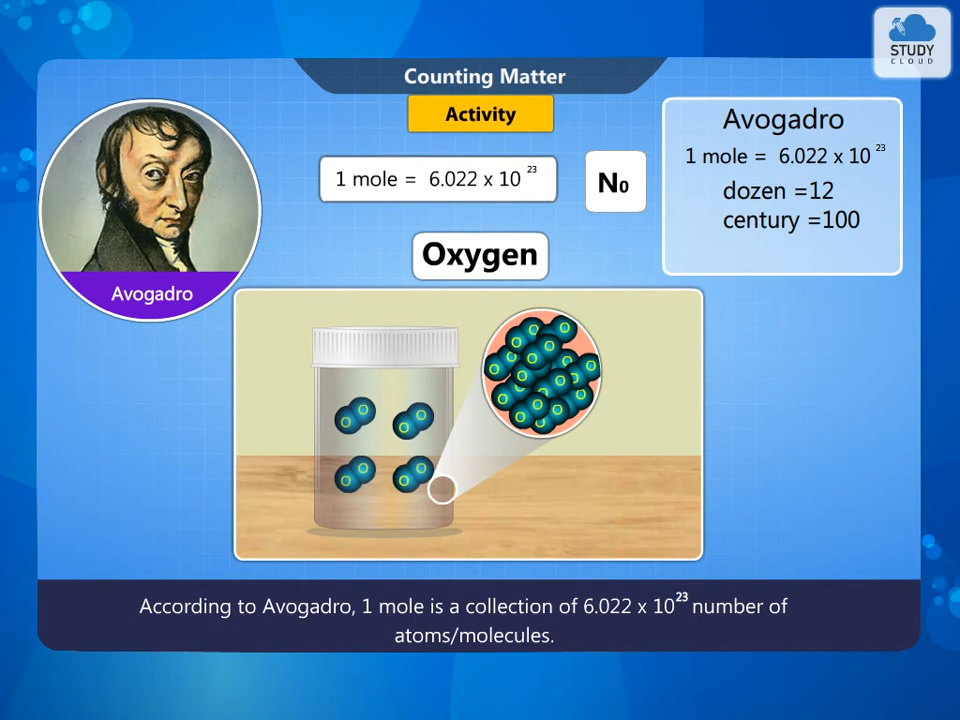 STUDY
CLOUD
Counting Matter
Activity
1 mole = 6.022 x 10 ²³
N₀
Oxygen
Avogadro
Avogadro
1 mole = 6.022 x 10 ²³
dozen =12
century =100
O O
O O
O O
O O
According to Avogadro, 1 mole is a collection of 6.022 x 10²³ number of
atoms/molecules.